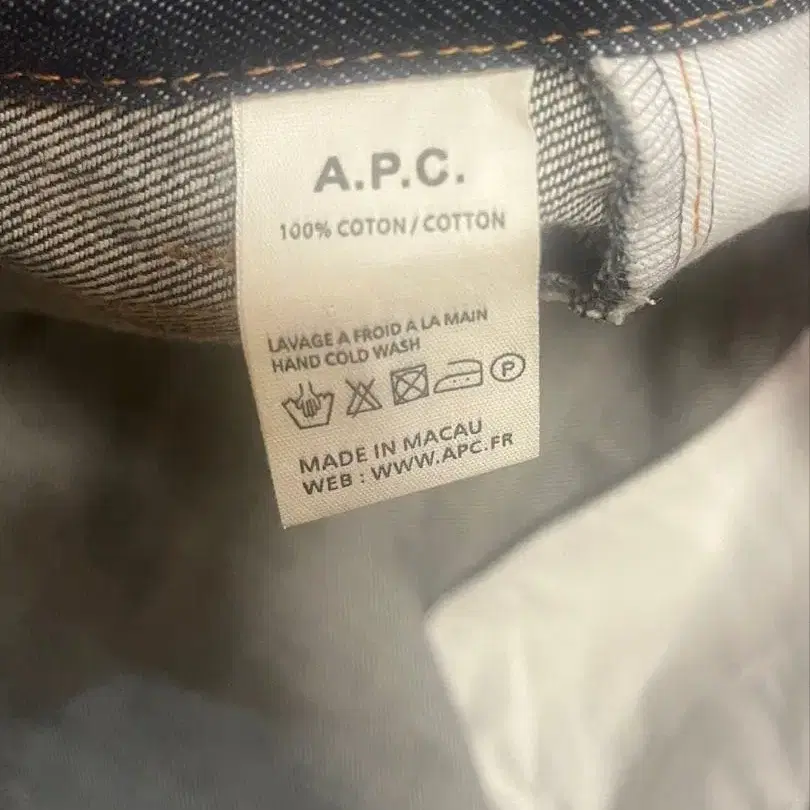 A.P.C.
100% COTON / COTTON
LAVAGE A FROID A LA MAIN
HAND COLD WASH
P
MADE IN MACAU
WEB : WWW.APC.FR